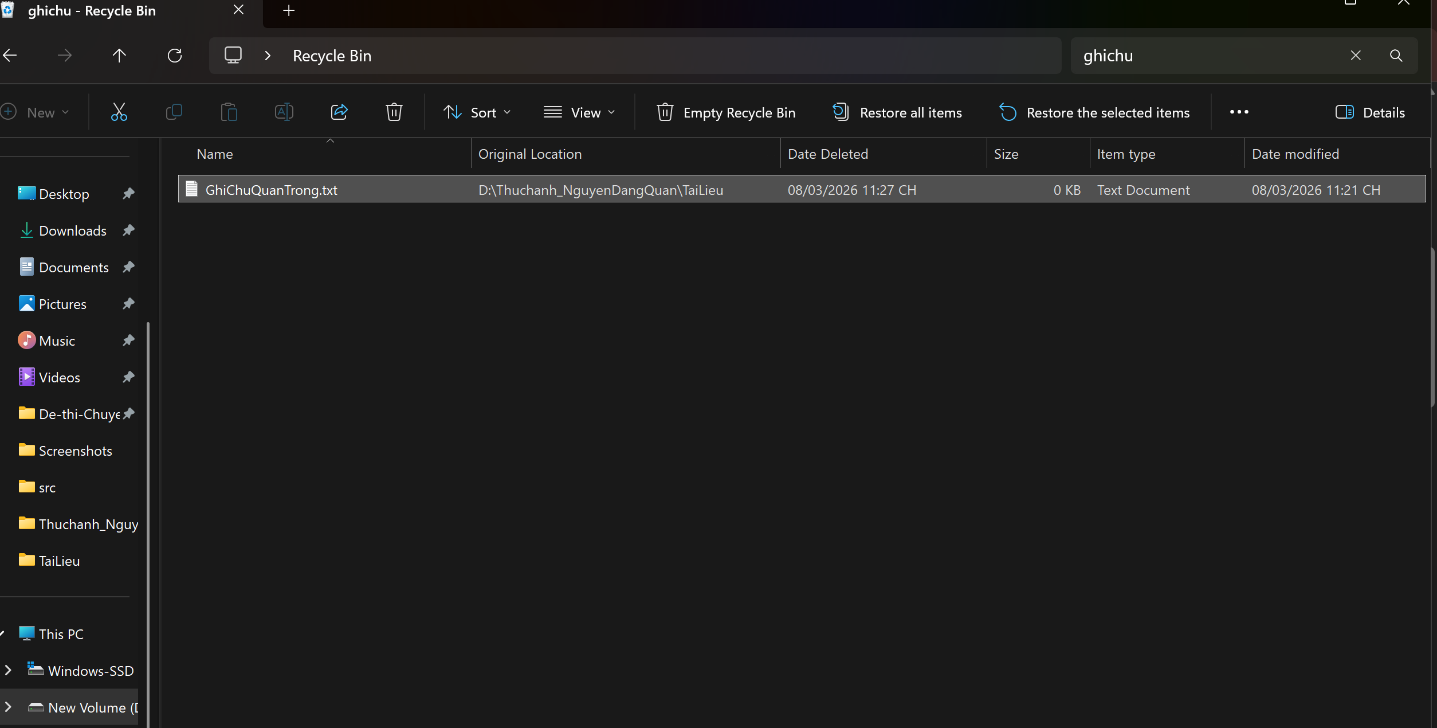 ghichu - Recycle Bin
Recycle Bin
ghichu
New
Sort
View
Empty Recycle Bin
Restore all items
Restore the selected items
Details
Name Original Location Date Deleted Size Item type Date modified
GhiChuQuanTrong.txt D:\Thuchanh_NguyenDangQuan\TaiLieu 08/03/2026 11:27 CH 0 KB Text Document 08/03/2026 11:21 CH
Desktop
Downloads
Documents
Pictures
Music
Videos
De-thi-Chuye
Screenshots
src
Thuchanh_Nguy
TaiLieu
This PC
Windows-SSD
New Volume (